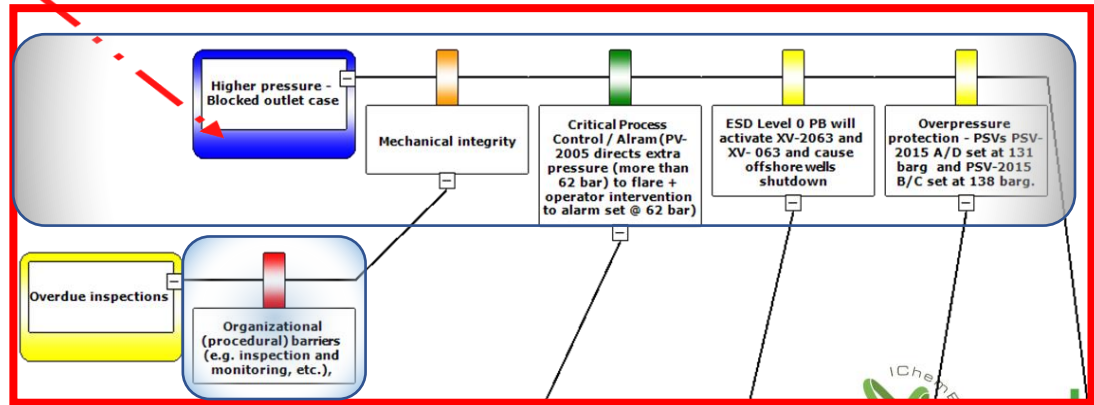 Higher pressure -
Blocked outlet case
Mechanical integrity
Critical Process
Control / Alram (PV-
2005 directs extra
pressure (more than
62 bar) to flare +
operator intervention
to alarm set @ 62 bar)
ESD Level 0 PB will
activate XV-2063 and
XV- 063 and cause
offshore wells
shutdown
Overpressure
protection - PSVs PSV-
2015 A/D set at 131
barg and PSV-2015
B/C set at 138 barg.
Overdue inspections
Organizational
(procedural) barriers
(e.g. inspection and
monitoring, etc.),
IChemE